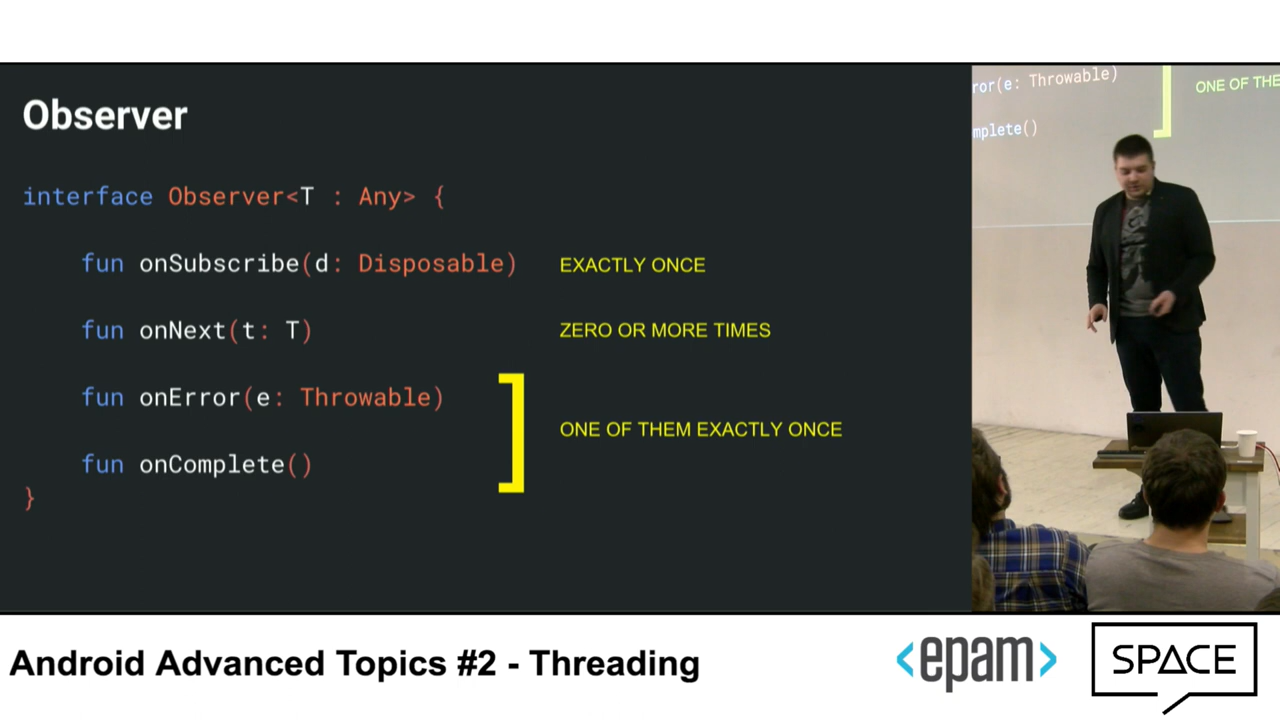 Observer
interface Observer<T : Any> {
fun onSubscribe(d: Disposable) EXACTLY ONCE
fun onNext(t: T) ZERO OR MORE TIMES
fun onError(e: Throwable)
ONE OF THEM EXACTLY ONCE
fun onComplete()
}
ror(e: Throwable) ONE OF THE
mplete()
Android Advanced Topics #2 - Threading
<epam>
SPACE